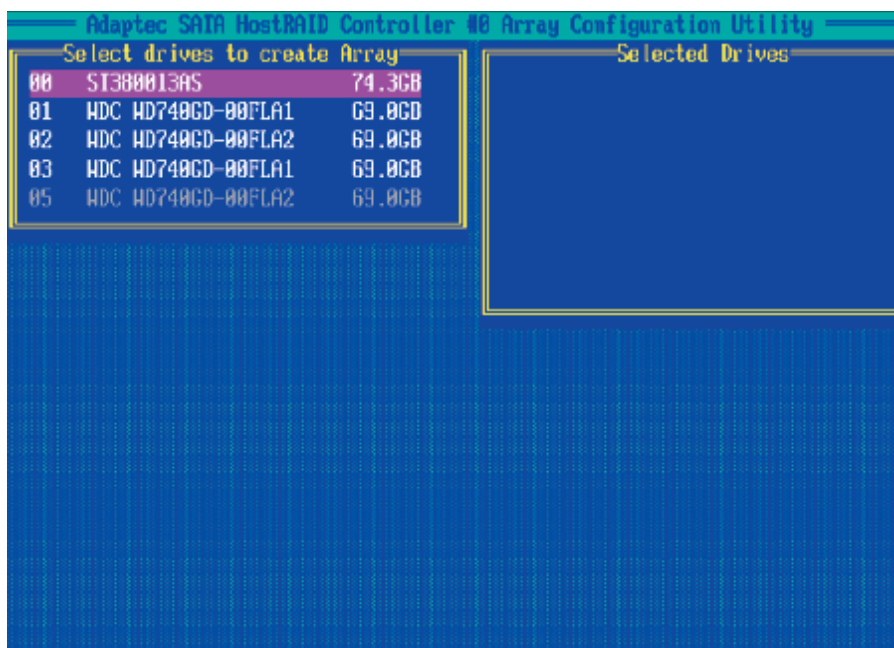 Adaptec SATA HostRAID Controller #0 Array Configuration Utility
Select drives to create Array
00 ST380013AS 74.3GB
01 WDC WD740GD-00FLA1 69.0GB
02 WDC WD740GD-00FLA2 69.0GB
03 WDC WD740GD-00FLA1 69.0GB
05 WDC WD740GD-00FLA2 69.0GB
Selected Drives